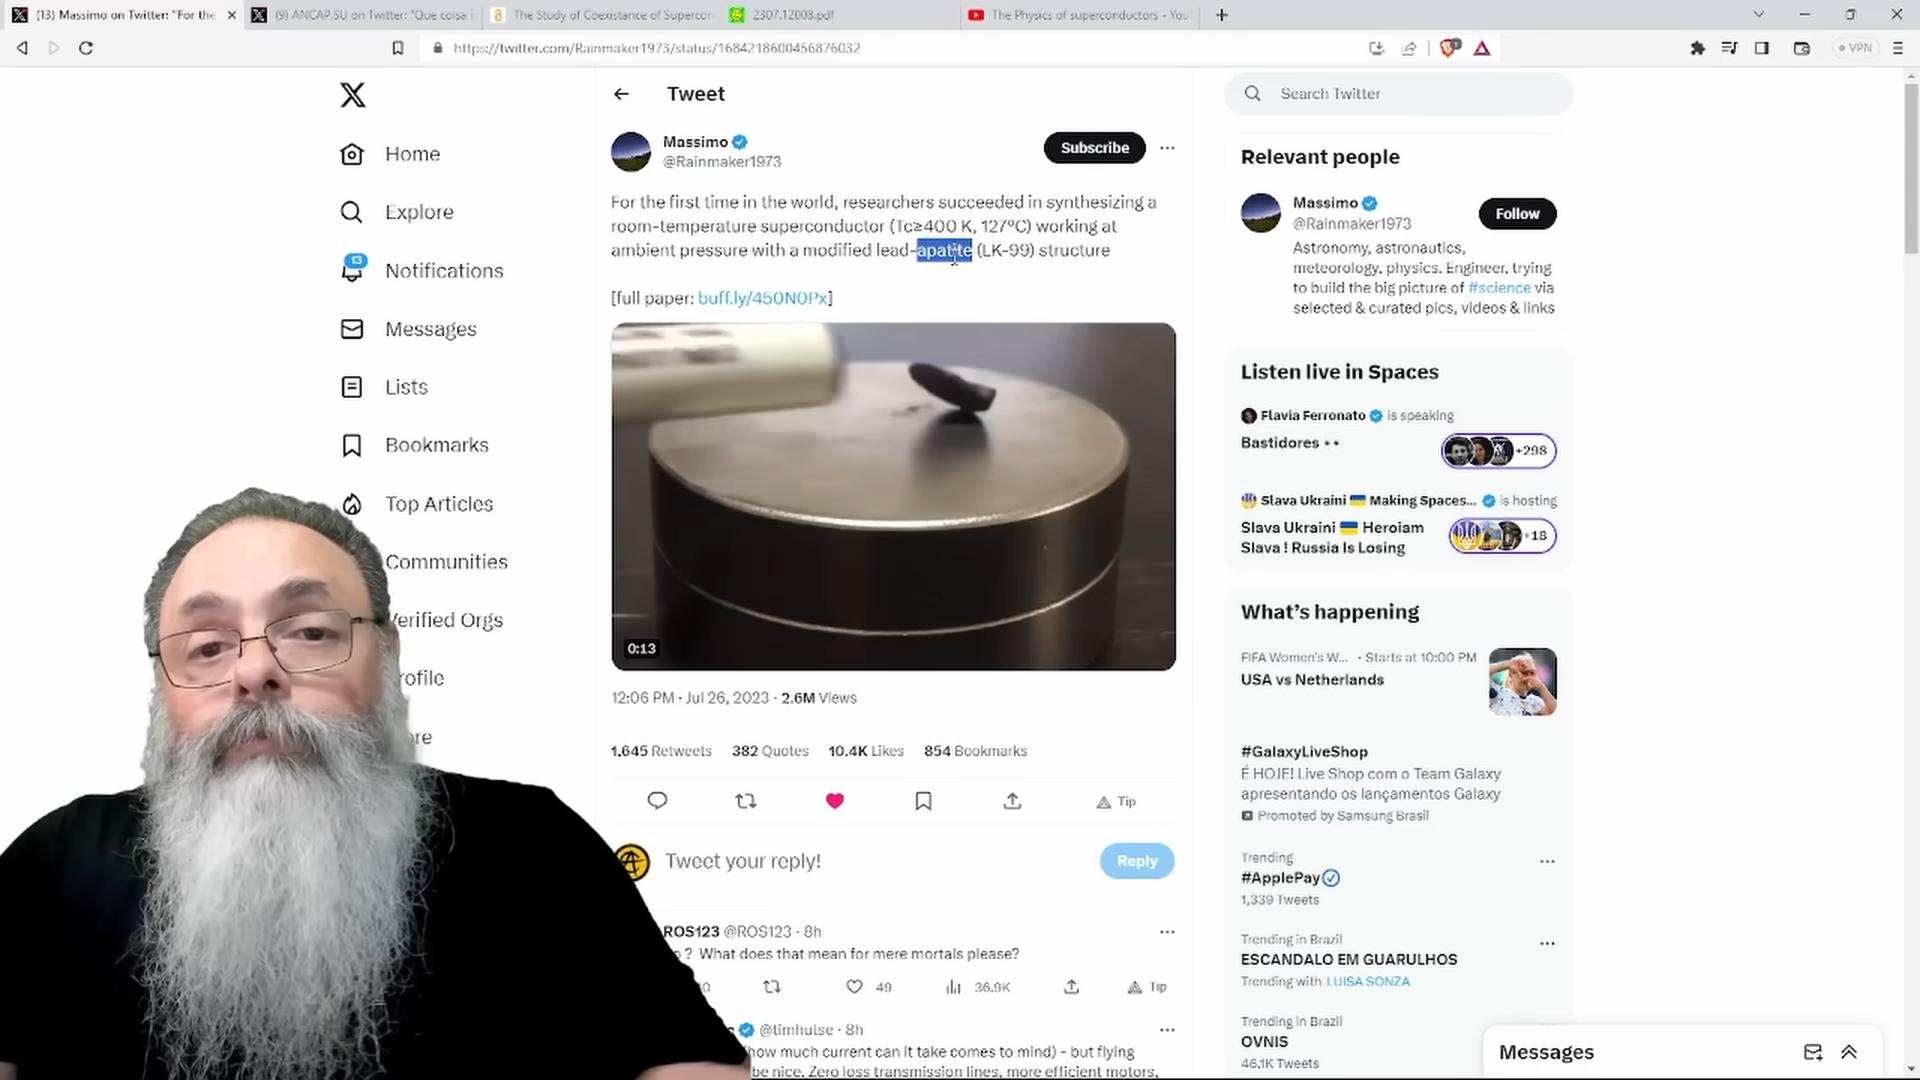 (13) Massimo on Twitter: "For the
(9) ANCAP.SU on Twitter: "Que coisa
The Study of Coexistance of Supercon
2307.12008.pdf
The Physics of superconductors - You
https://twitter.com/Rainmaker1973/status/1684218600456876032
VPN
Home
Explore
13
Notifications
Messages
Lists
Bookmarks
Top Articles
Communities
Verified Orgs
rofile
ore
Tweet
Massimo
@Rainmaker1973
Subscribe
For the first time in the world, researchers succeeded in synthesizing a
room-temperature superconductor (Tc≥400 K, 127°C) working at
ambient pressure with a modified lead-apatite (LK-99) structure
[full paper: buff.ly/45ON0Px]
0:13
12:06 PM · Jul 26, 2023 · 2.6M Views
1,645 Retweets 382 Quotes 10.4K Likes 854 Bookmarks
Tip
Tweet your reply!
Reply
ROS123 @ROS123 · 8h
? What does that mean for mere mortals please?
49
36.9K
Tip
@timhulse · 8h
(how much current can it take comes to mind) - but flying
be nice. Zero loss transmission lines, more efficient motors,
Search Twitter
Relevant people
Massimo
@Rainmaker1973
Follow
Astronomy, astronautics,
meteorology, physics. Engineer, trying
to build the big picture of #science via
selected & curated pics, videos & links
Listen live in Spaces
Flavia Ferronato is speaking
Bastidores
+298
Slava Ukraini Making Spaces... is hosting
Slava Ukraini Heroiam
Slava ! Russia Is Losing
+18
What's happening
FIFA Women's W... · Starts at 10:00 PM
USA vs Netherlands
#GalaxyLiveShop
É HOJE! Live Shop com o Team Galaxy
apresentando os lançamentos Galaxy
Promoted by Samsung Brasil
Trending
#ApplePay
1,339 Tweets
Trending in Brazil
ESCANDALO EM GUARULHOS
Trending with LUISA SONZA
Trending in Brazil
OVNIS
46.1K Tweets
Messages